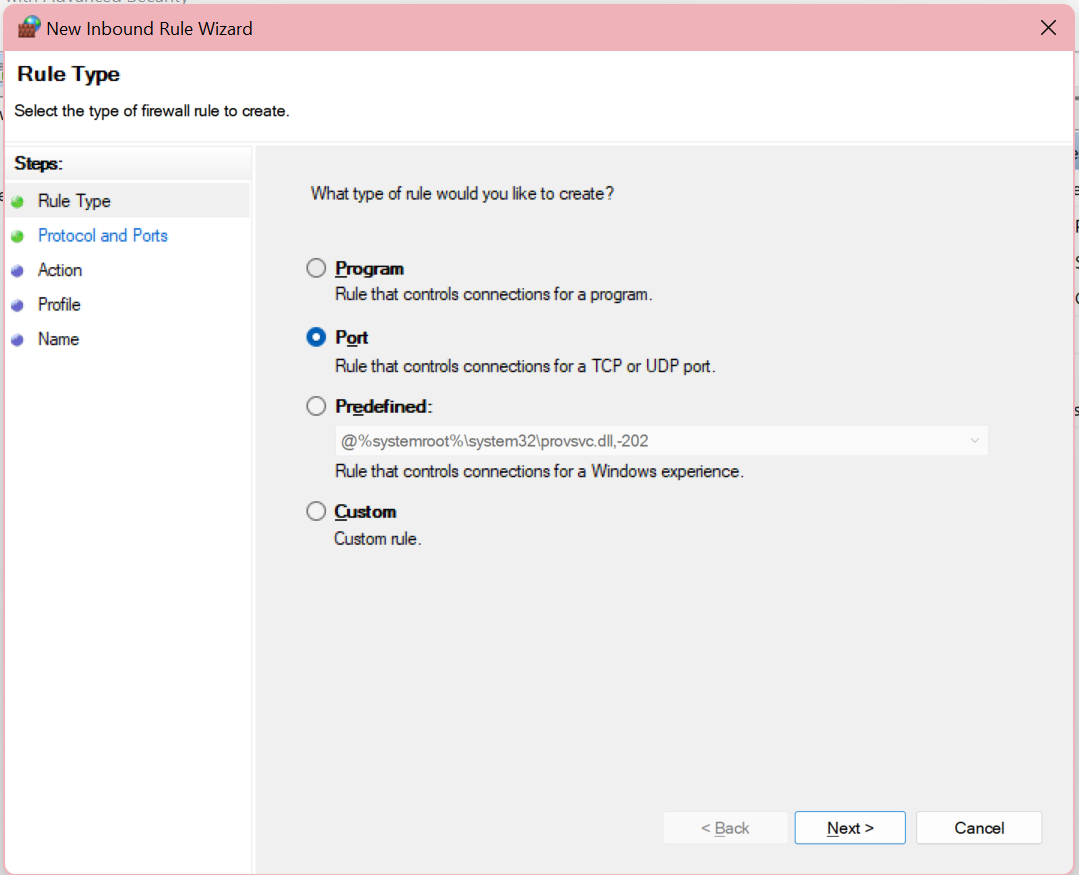 with Advanced Security
New Inbound Rule Wizard
Rule Type
Select the type of firewall rule to create.
Steps:
Rule Type
Protocol and Ports
Action
Profile
Name
What type of rule would you like to create?
Program
Rule that controls connections for a program.
Port
Rule that controls connections for a TCP or UDP port.
Predefined:
@%systemroot%\system32\provsvc.dll,-202
Rule that controls connections for a Windows experience.
Custom
Custom rule.
< Back
Next >
Cancel